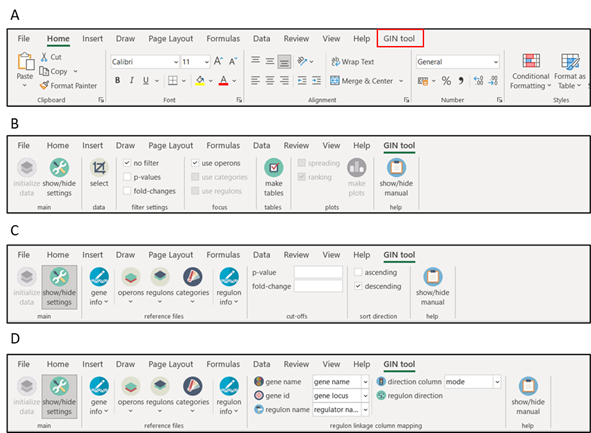 A
File Home Insert Draw Page Layout Formulas Data Review View Help GIN tool
Paste
Cut
Copy
Format Painter
Clipboard
Calibri 11 A A
B I U A
Font
Wrap Text
Merge & Center
Alignment
General
% ,
Number
Conditional Formatting
Format as Table
Styles
B
File Home Insert Draw Page Layout Formulas Data Review View Help GIN tool
initialize data
show/hide settings
main
select
data
no filter
p-values
fold-changes
filter settings
use operons
use categories
use regulons
focus
make tables
tables
spreading
ranking
make plots
plots
show/hide manual
help
C
File Home Insert Draw Page Layout Formulas Data Review View Help GIN tool
initialize data
show/hide settings
main
gene info
operons
regulons
categories
regulon info
reference files
p-value
fold-change
cut-offs
ascending
descending
sort direction
show/hide manual
help
D
File Home Insert Draw Page Layout Formulas Data Review View Help GIN tool
initialize data
show/hide settings
main
gene info
operons
regulons
categories
regulon info
reference files
gene name gene name
gene id gene locus
regulon name regulator na...
direction column mode
regulon direction
regulon linkage column mapping
show/hide manual
help